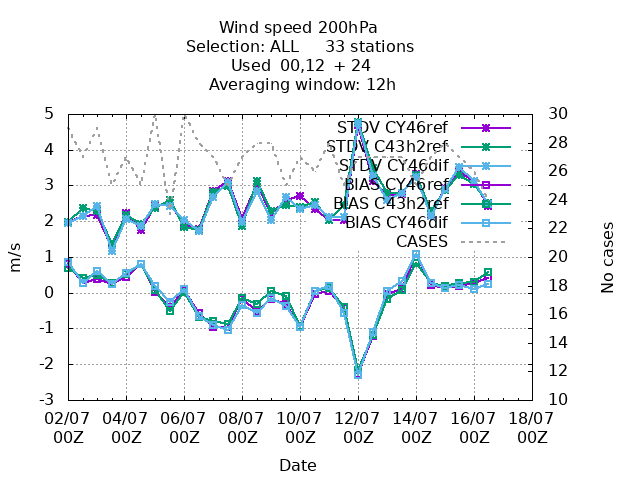 Wind speed 200hPa
Selection: ALL 33 stations
Used 00,12 + 24
Averaging window: 12h
5 30
STDV CY46ref
4 28
STDV C43h2ref
STDV CY46dif
3 26
BIAS CY46ref
2 24
BIAS C43h2ref
BIAS CY46dif
1 22
CASES
0 20
-1 18
-2 16
-3 14
12
10
m/s
No cases
02/07 04/07 06/07 08/07 10/07 12/07 14/07 16/07 18/07
00Z 00Z 00Z 00Z 00Z 00Z 00Z 00Z 00Z
Date